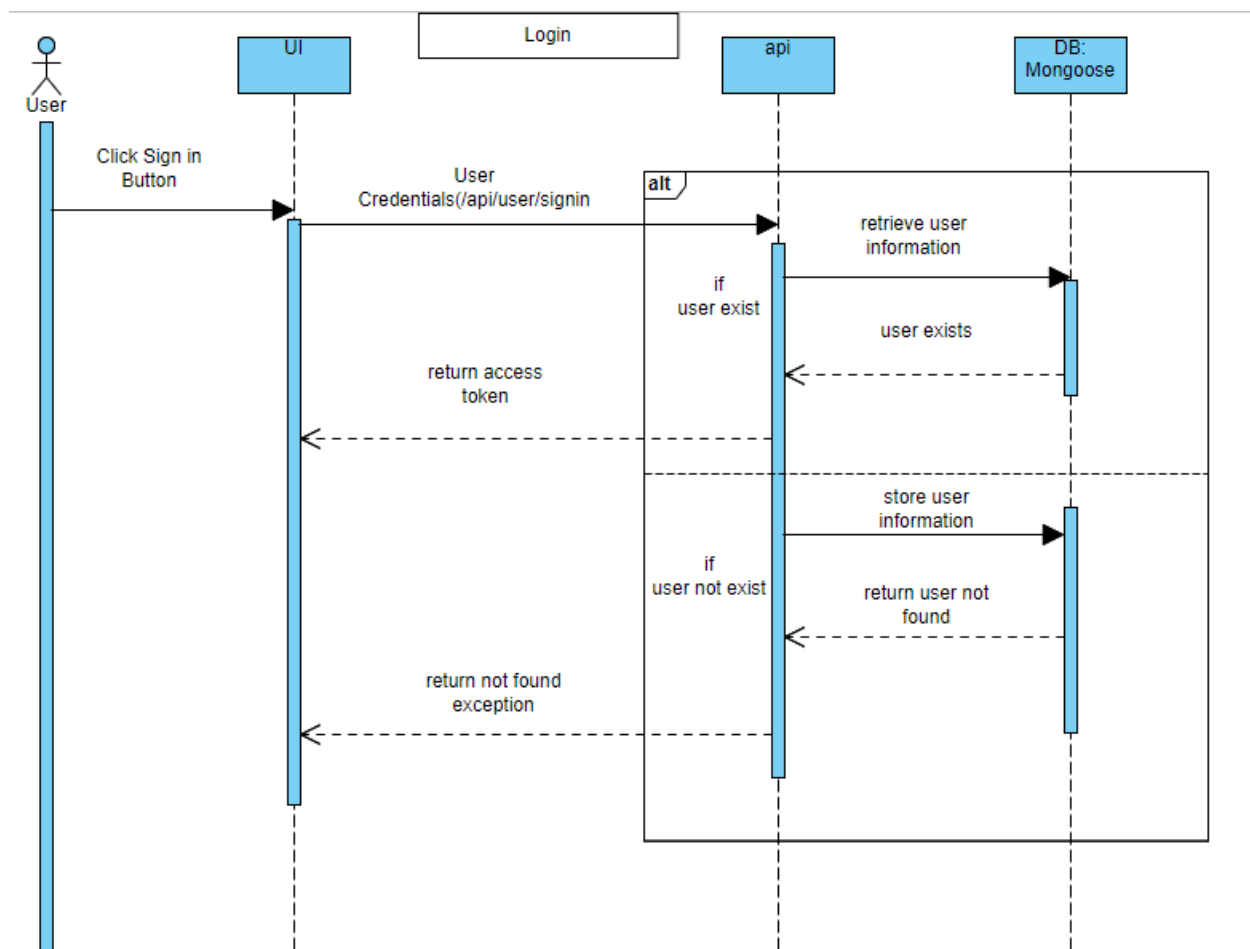 Login
User
UI
api
DB:
Mongoose
Click Sign in
Button
User
Credentials(/api/user/signin
alt
retrieve user
information
if
user exist
user exists
return access
token
store user
information
if
user not exist
return user not
found
return not found
exception